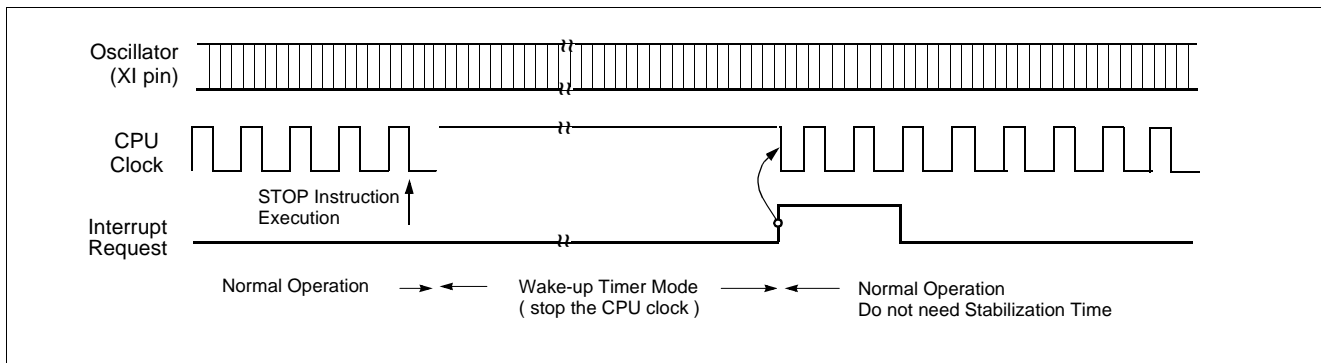 Oscillator
(XI pin)
CPU
Clock
STOP Instruction
Execution
Interrupt
Request
Normal Operation
Wake-up Timer Mode
( stop the CPU clock )
Normal Operation
Do not need Stabilization Time